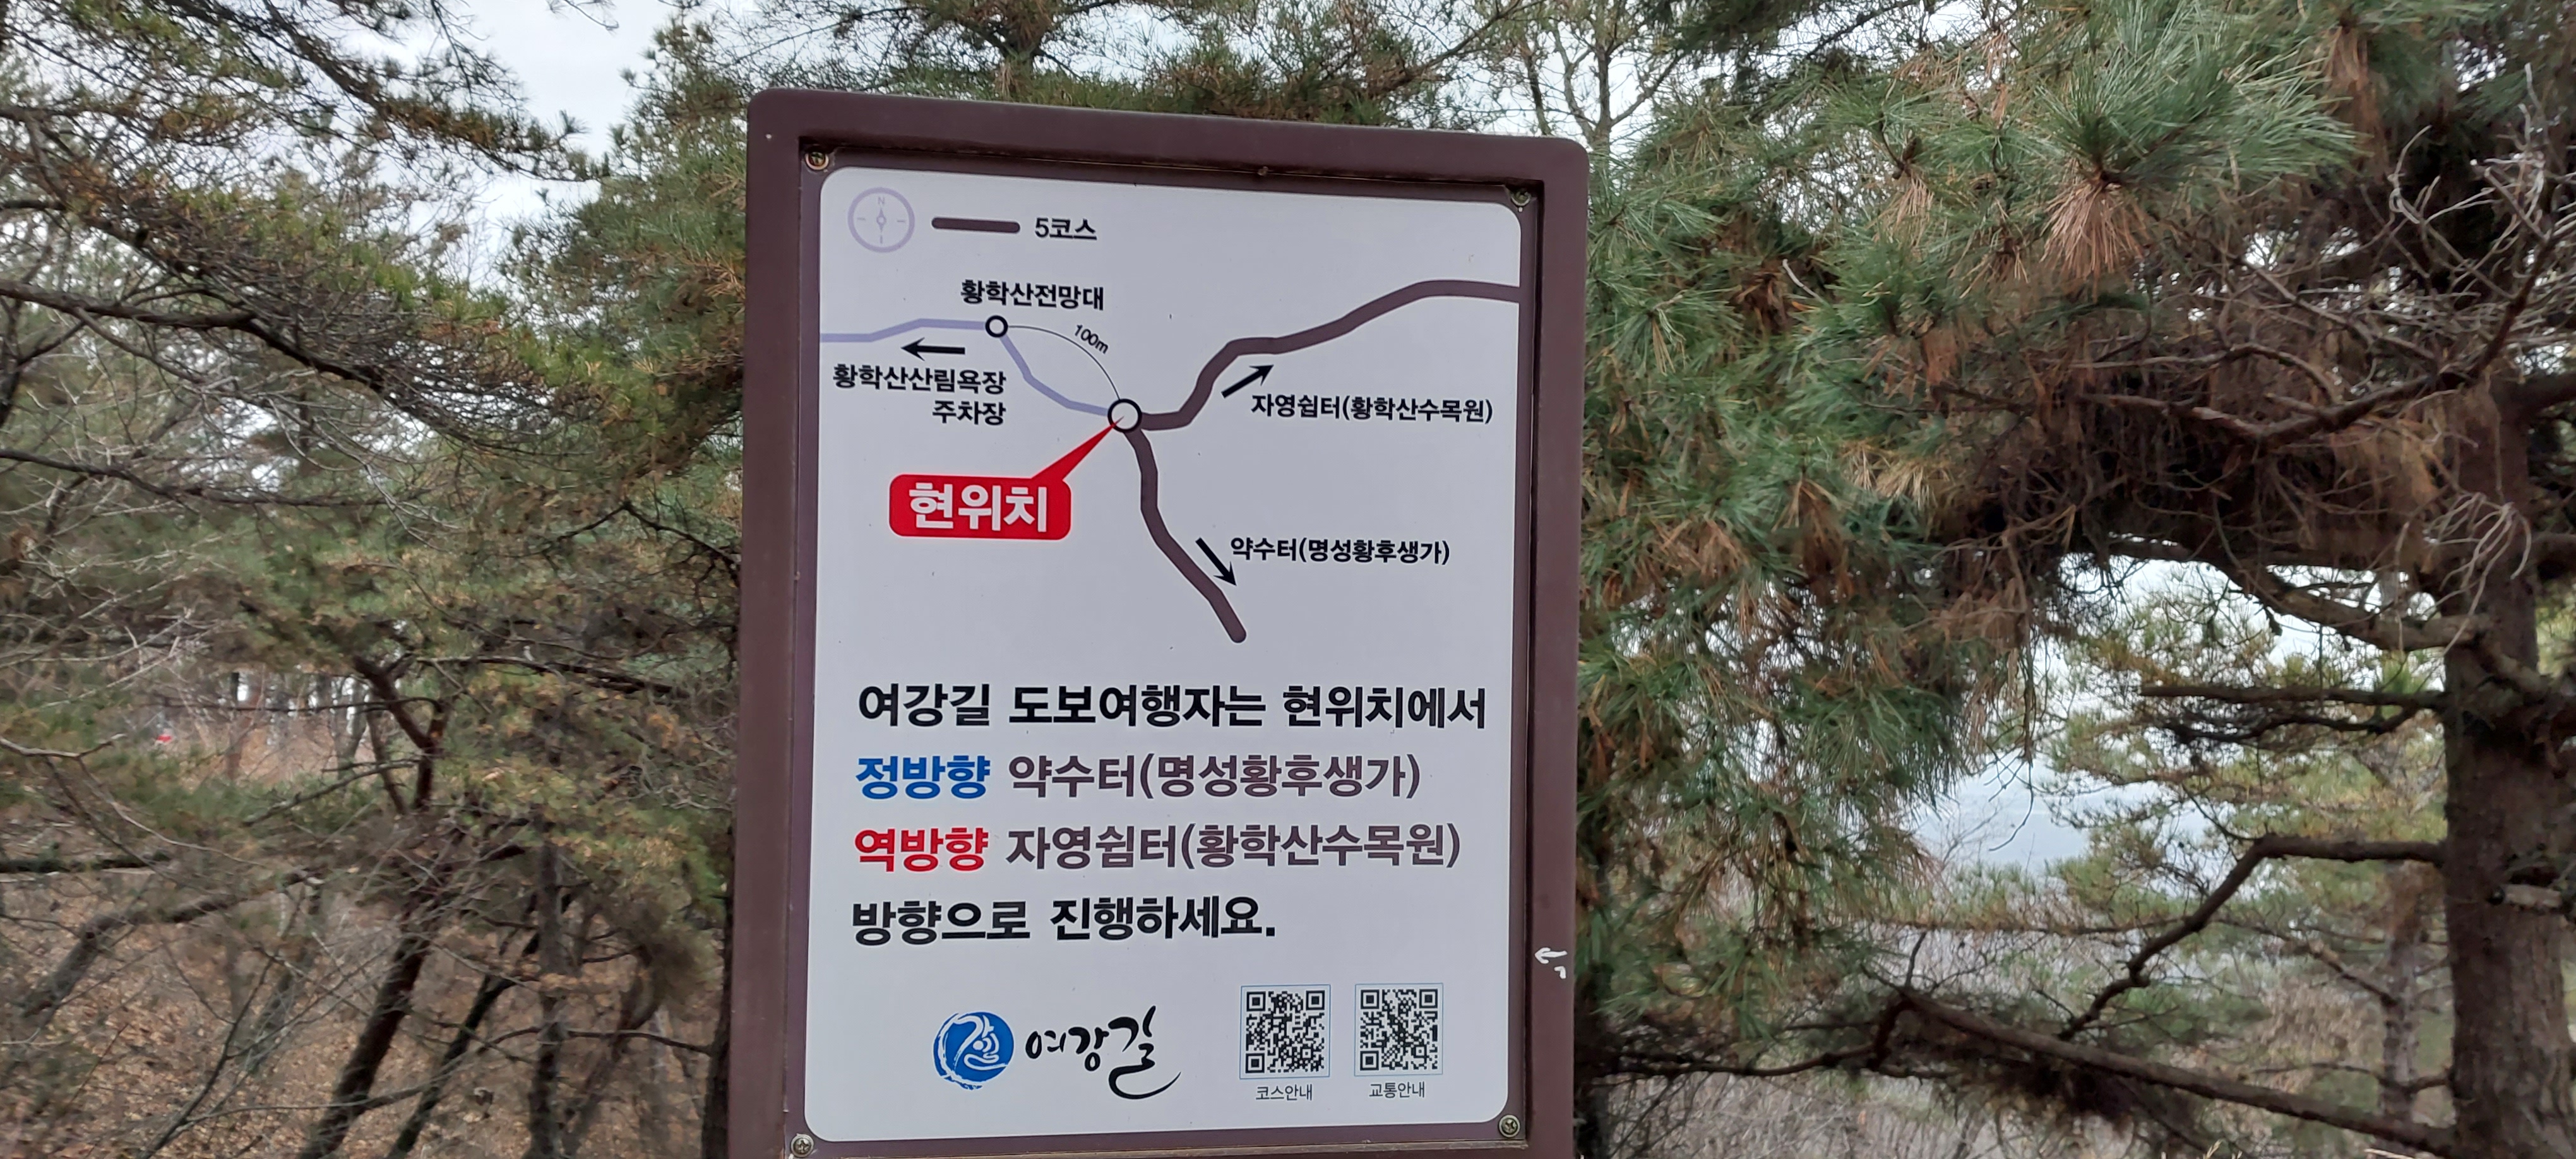 N
5코스
황학산전망대
100m
황학산산림욕장
주차장
자영쉼터(황학산수목원)
현위치
약수터(명성황후생가)
여강길 도보여행자는 현위치에서
정방향 약수터(명성황후생가)
역방향 자영쉼터(황학산수목원)
방향으로 진행하세요.
여강길
코스안내
교통안내